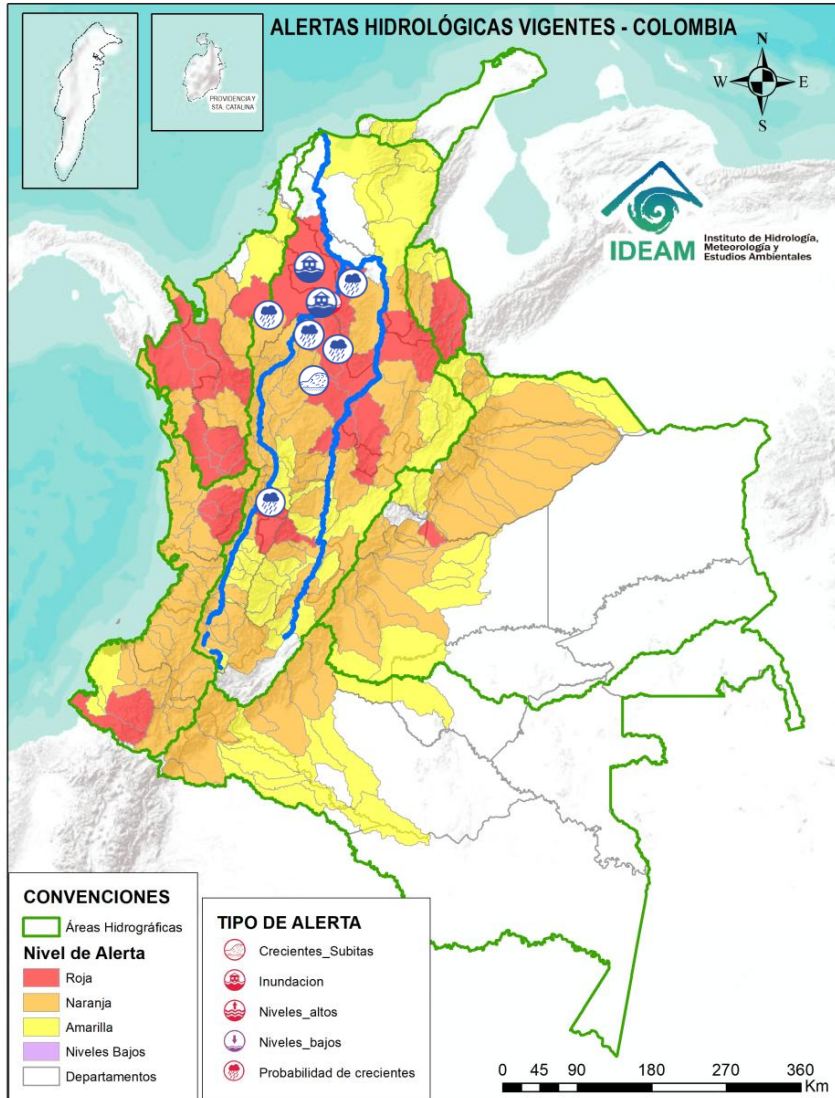 ALERTAS HIDROLÓGICAS VIGENTES - COLOMBIA
PROVIDENCIA Y
STA. CATALINA
N
W
E
S
IDEAM
Instituto de Hidrología,
Meteorología y
Estudios Ambientales
CONVENCIONES
Áreas Hidrográficas
Nivel de Alerta
Roja
Naranja
Amarilla
Niveles Bajos
Departamentos
TIPO DE ALERTA
Crecientes_Subitas
Inundacion
Niveles_altos
Niveles_bajos
Probabilidad de crecientes
0 45 90 180 270 360
Km